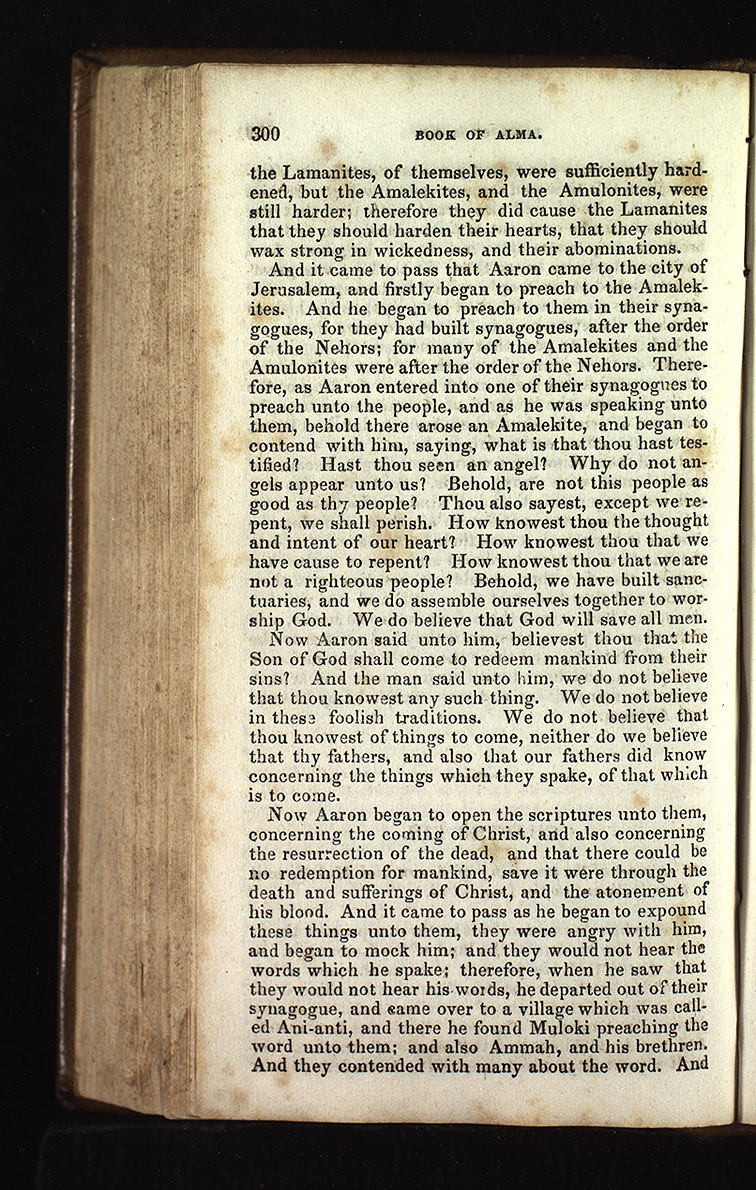 300 BOOK OF ALMA.
the Lamanites, of themselves, were sufficiently hard-
ened, but the Amalekites, and the Amulonites, were
still harder; therefore they did cause the Lamanites
that they should harden their hearts, that they should
wax strong in wickedness, and their abominations.
And it came to pass that Aaron came to the city of
Jerusalem, and firstly began to preach to the Amalek-
ites. And he began to preach to them in their syna-
gogues, for they had built synagogues, after the order
of the Nehors; for many of the Amalekites and the
Amulonites were after the order of the Nehors. There-
fore, as Aaron entered into one of their synagogues to
preach unto the people, and as he was speaking unto
them, behold there arose an Amalekite, and began to
contend with him, saying, what is that thou hast tes-
tified? Hast thou seen an angel? Why do not an-
gels appear unto us? Behold, are not this people as
good as thy people? Thou also sayest, except we re-
pent, we shall perish. How knowest thou the thought
and intent of our heart? How knowest thou that we
have cause to repent? How knowest thou that we are
not a righteous people? Behold, we have built sanc-
tuaries, and we do assemble ourselves together to wor-
ship God. We do believe that God will save all men.
Now Aaron said unto him, believest thou that the
Son of God shall come to redeem mankind from their
sins? And the man said unto him, we do not believe
that thou knowest any such thing. We do not believe
in these foolish traditions. We do not believe that
thou knowest of things to come, neither do we believe
that thy fathers, and also that our fathers did know
concerning the things which they spake, of that which
is to come.
Now Aaron began to open the scriptures unto them,
concerning the coming of Christ, and also concerning
the resurrection of the dead, and that there could be
no redemption for mankind, save it were through the
death and sufferings of Christ, and the atonement of
his blood. And it came to pass as he began to expound
these things unto them, they were angry with him,
and began to mock him; and they would not hear the
words which he spake; therefore, when he saw that
they would not hear his words, he departed out of their
synagogue, and came over to a village which was call-
ed Ani-anti, and there he found Muloki preaching the
word unto them; and also Ammah, and his brethren.
And they contended with many about the word. And